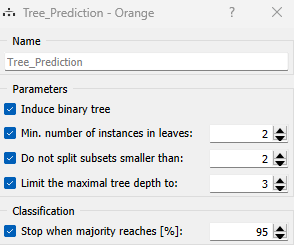 Tree_Prediction - Orange ? ×
Name
Tree_Prediction
Parameters
Induce binary tree
Min. number of instances in leaves: 2
Do not split subsets smaller than: 2
Limit the maximal tree depth to: 3
Classification
Stop when majority reaches [%]: 95